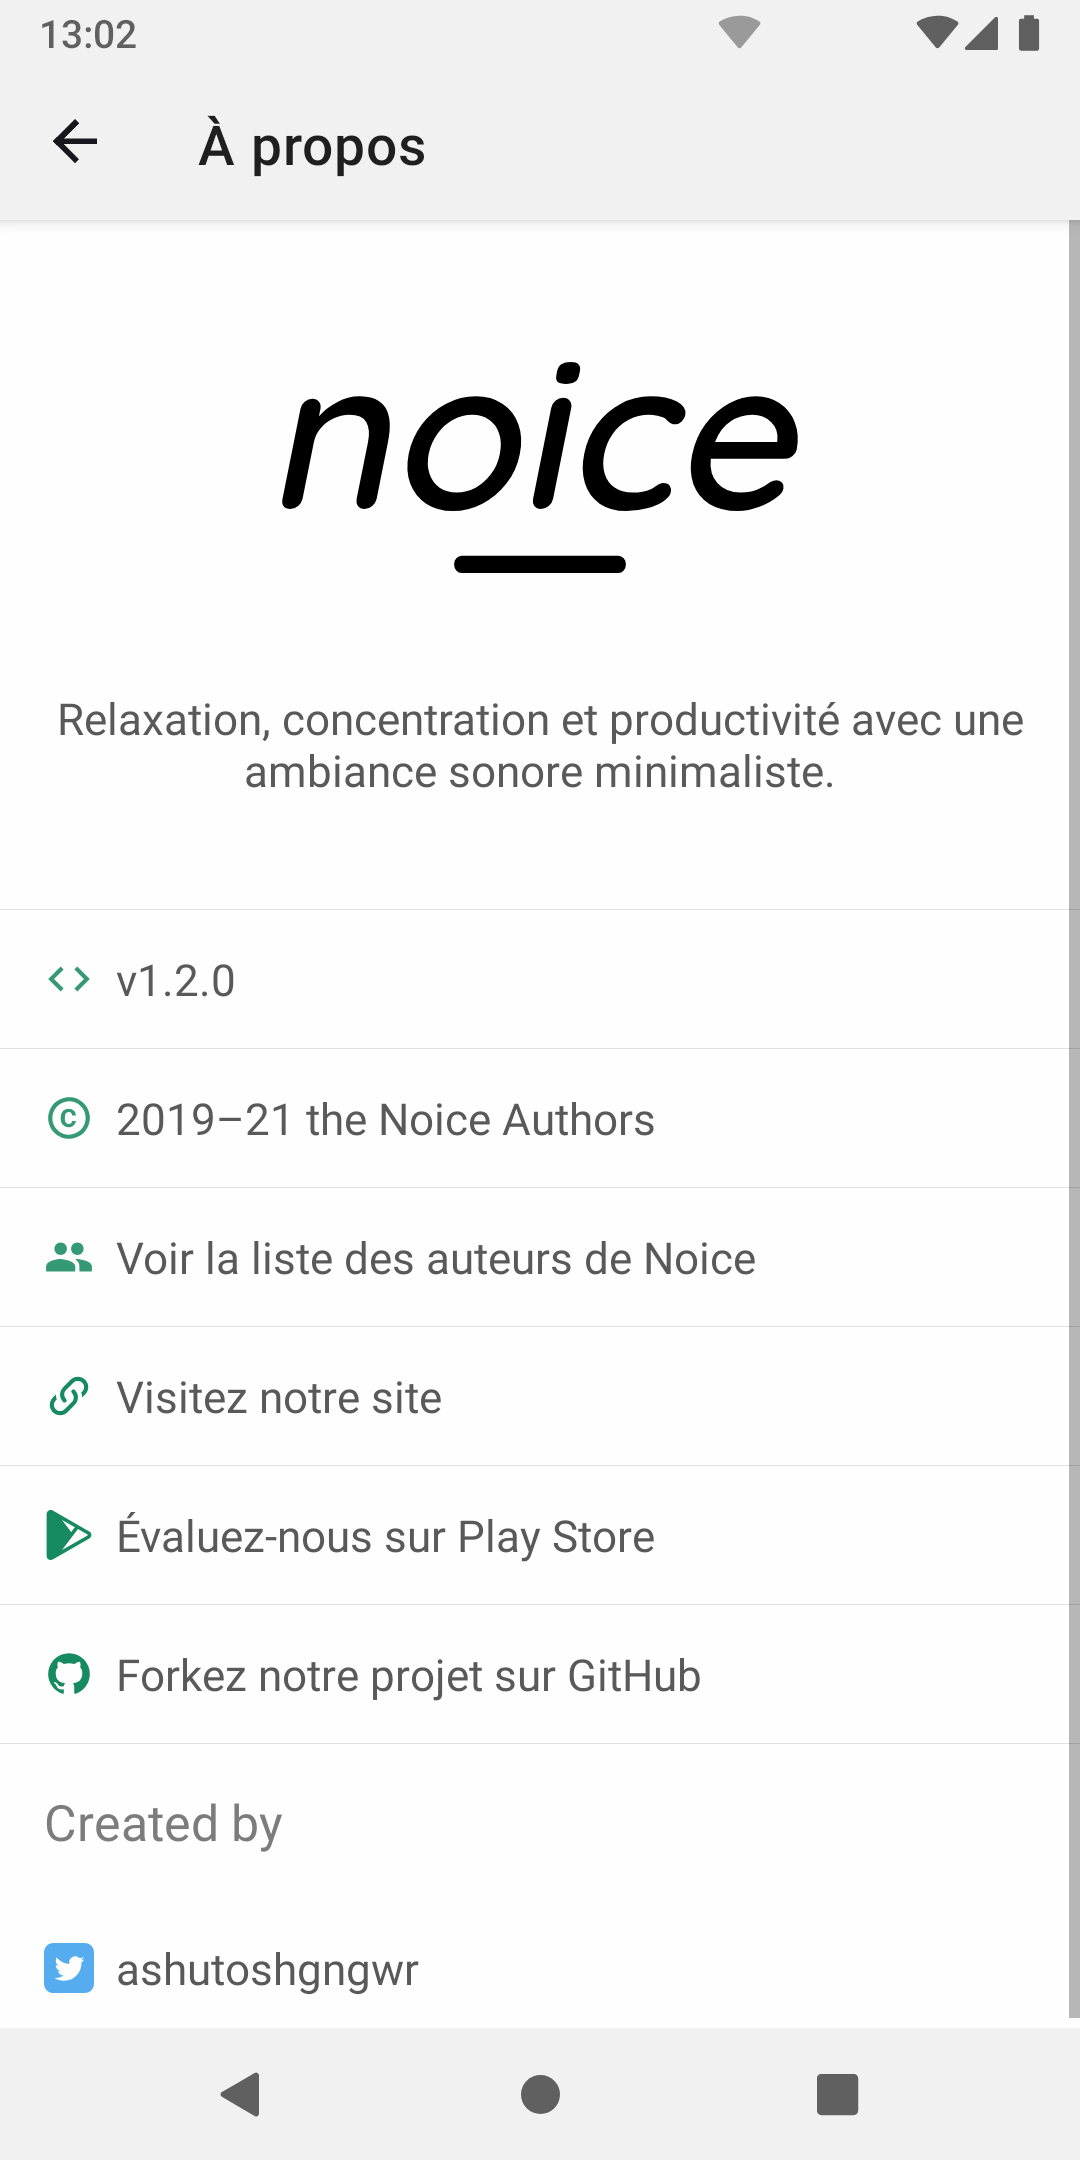 13:02
À propos
noice
Relaxation, concentration et productivité avec une
ambiance sonore minimaliste.
v1.2.0
2019–21 the Noice Authors
Voir la liste des auteurs de Noice
Visitez notre site
Évaluez-nous sur Play Store
Forkez notre projet sur GitHub
Created by
ashutoshgngwr